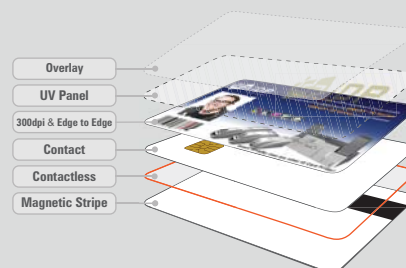 Overlay
UV Panel
300dpi & Edge to Edge
Contact
Contactless
Magnetic Stripe